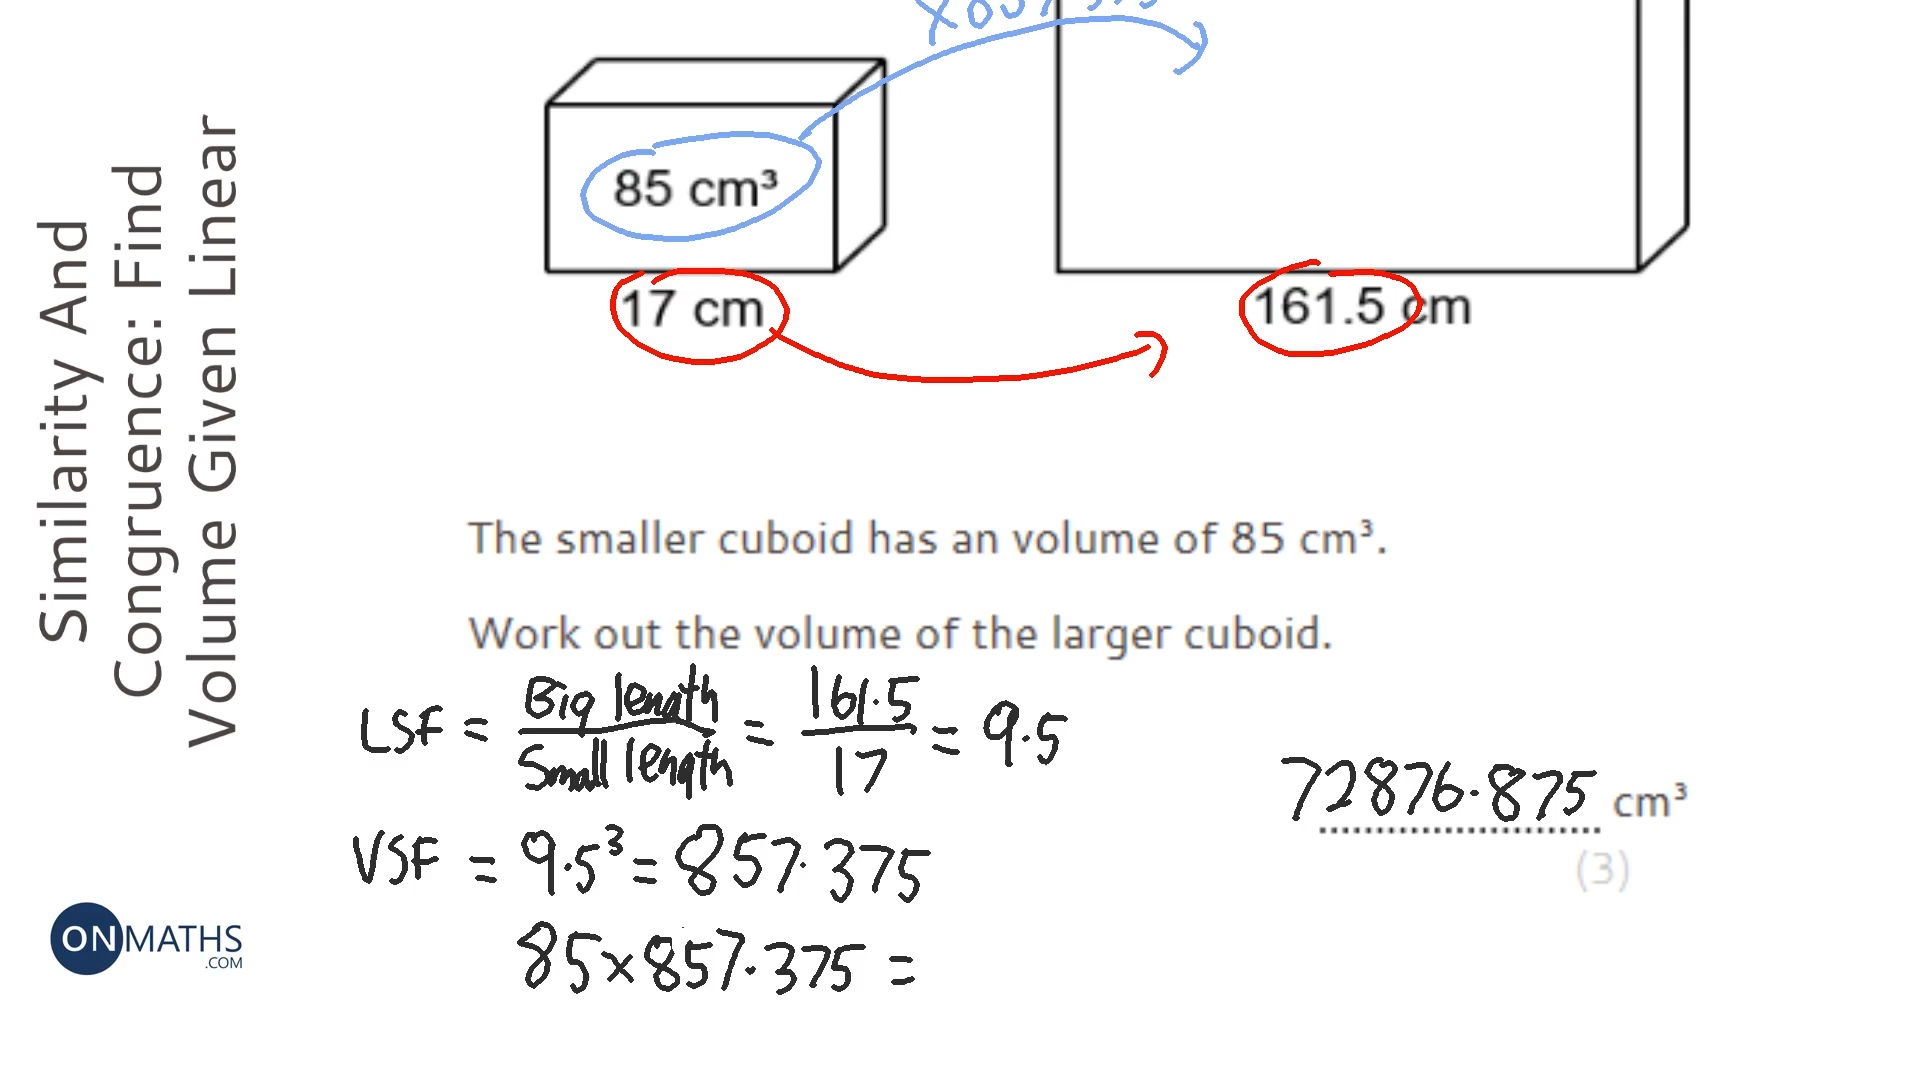 Similarity And
Congruence: Find
Volume Given Linear
85 cm³
17 cm
161.5 cm
The smaller cuboid has an volume of 85 cm³.
Work out the volume of the larger cuboid.
LSF = Big length / Small length = 161.5 / 17 = 9.5
72876.875 cm³
(3)
VSF = 9.5³ = 857.375
85 × 857.375 =
ONMATHS
.COM